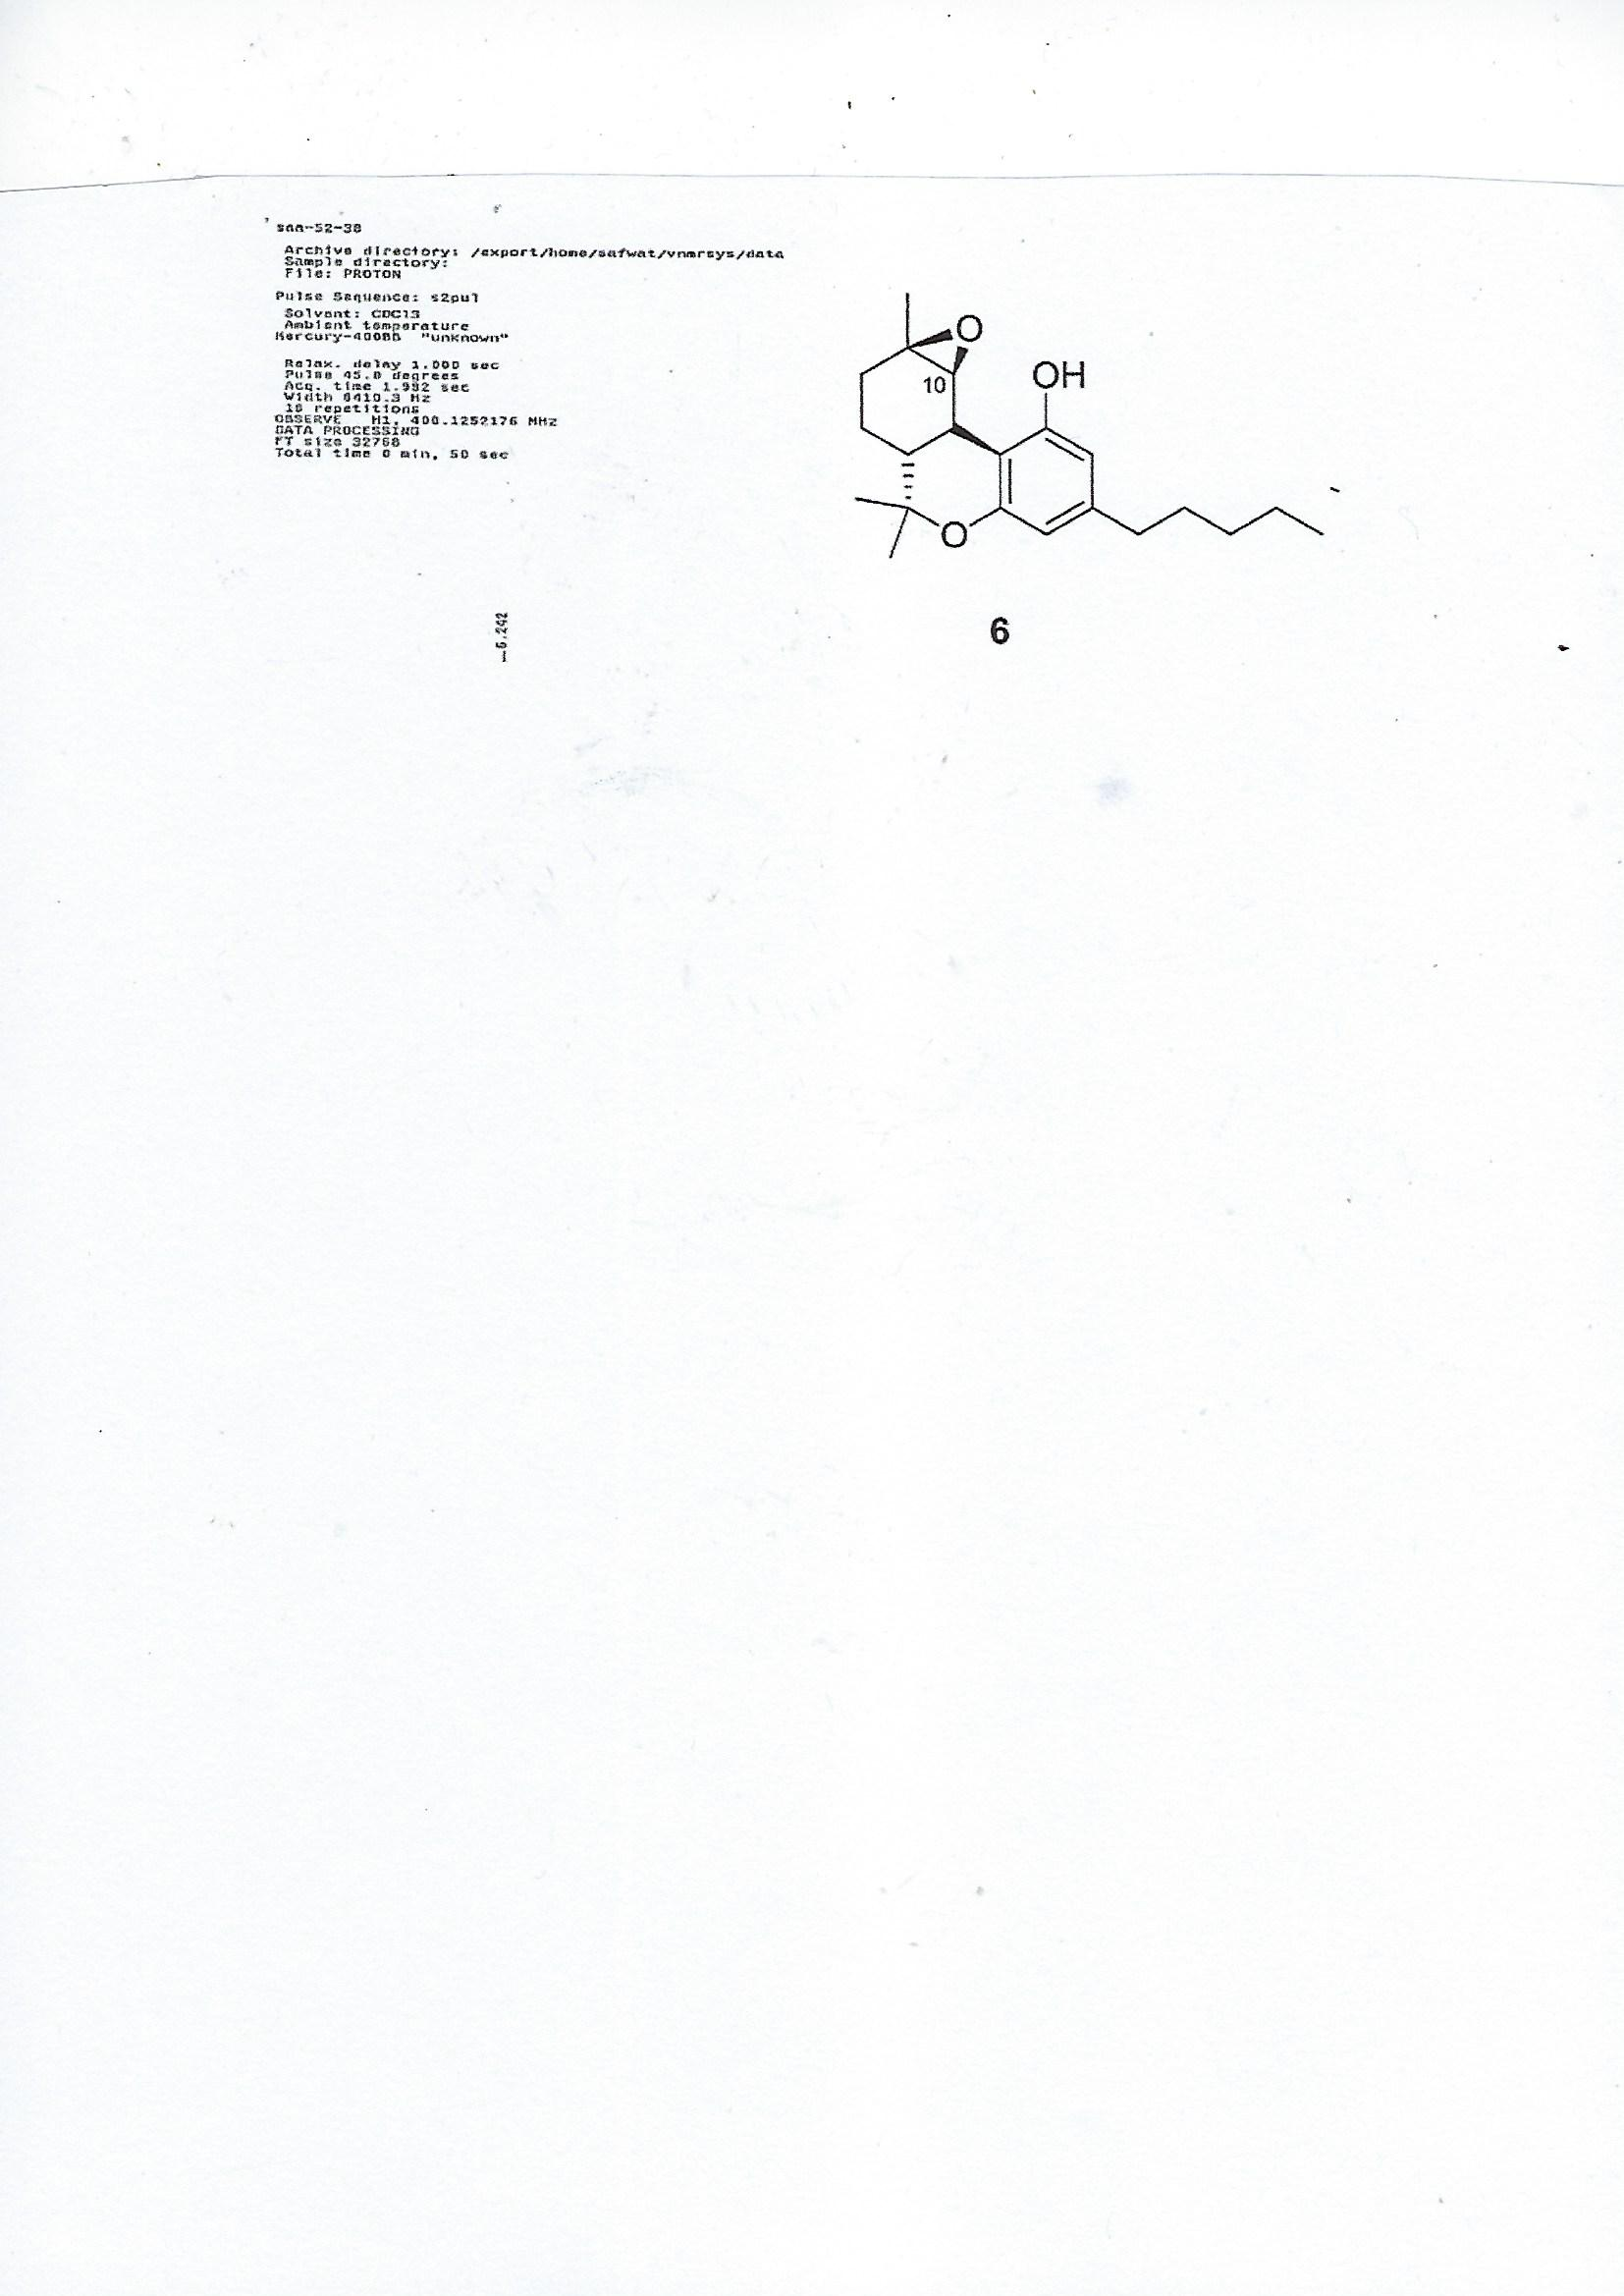 saa-52-38
Archive directory: /export/home/safwat/vnmrsys/data
Sample directory:
File: PROTON
Pulse Sequence: s2pul
Solvent: CDCl3
Ambient temperature
Mercury-400BB "unknown"
Relax. delay 1.000 sec
Pulse 45.0 degrees
Acq. time 1.992 sec
Width 6410.3 Hz
16 repetitions
OBSERVE H1, 400.1252176 MHz
DATA PROCESSING
FT size 32768
Total time 0 min, 50 sec
O
OH
10
O
6